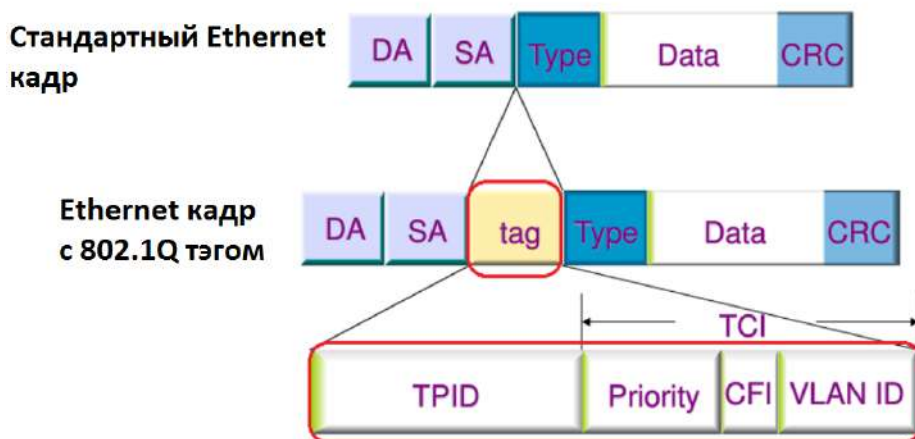 Стандартный Ethernet
кадр
DA SA Type Data CRC
Ethernet кадр
с 802.1Q тэгом
DA SA tag Type Data CRC
TCI
TPID Priority CFI VLAN ID